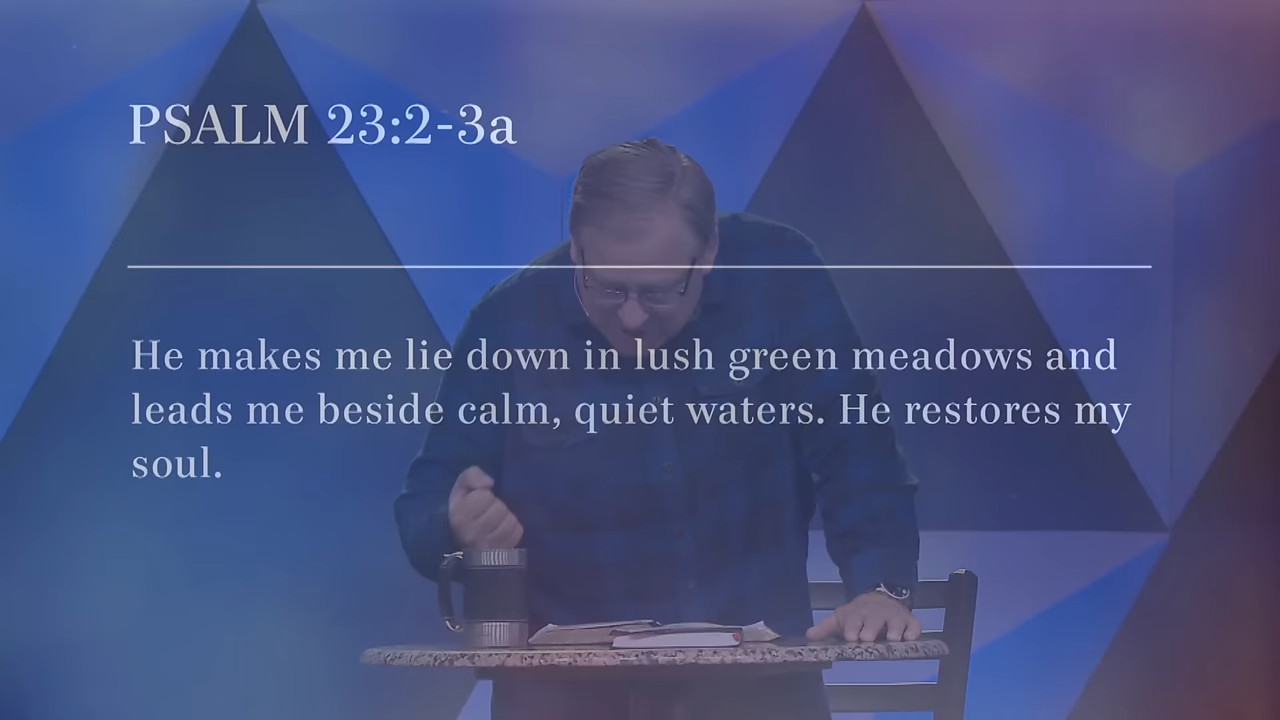 PSALM 23:2-3a
He makes me lie down in lush green meadows and
leads me beside calm, quiet waters. He restores my
soul.